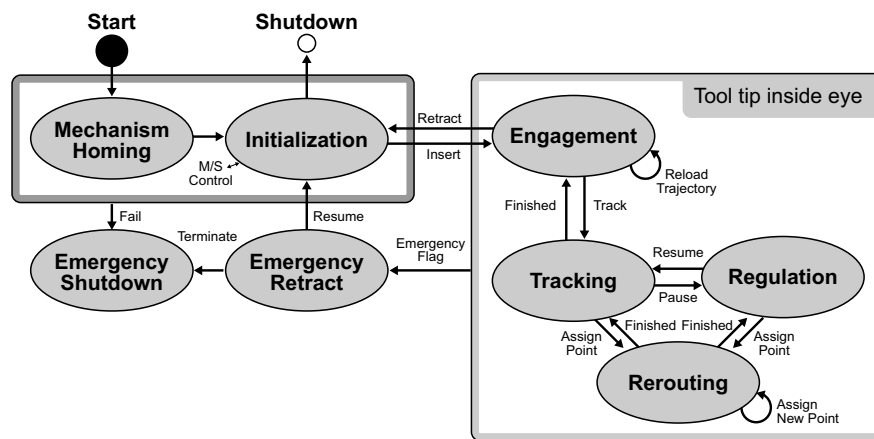 Start
Shutdown
Tool tip inside eye
Mechanism
Homing
Initialization
M/S
Control
Retract
Insert
Engagement
Reload
Trajectory
Fail
Terminate
Resume
Emergency
Flag
Finished
Track
Emergency
Shutdown
Emergency
Retract
Tracking
Resume
Pause
Regulation
Assign
Point
Finished
Finished
Assign
Point
Rerouting
Assign
New Point